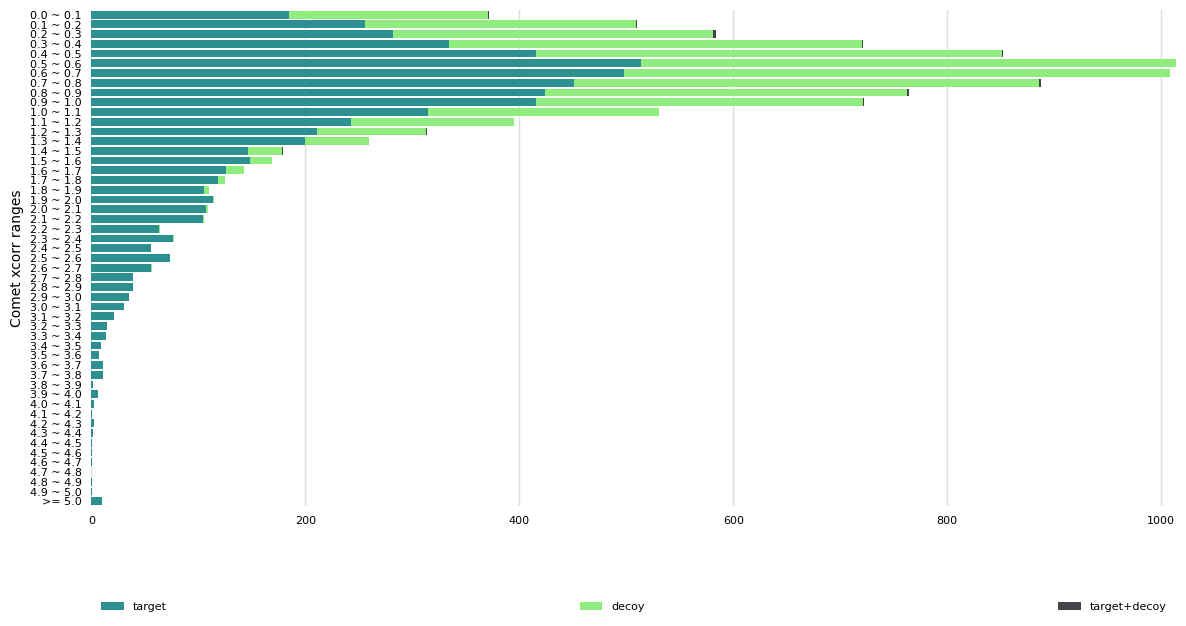 Comet xcorr ranges
0.0 ~ 0.1
0.1 ~ 0.2
0.2 ~ 0.3
0.3 ~ 0.4
0.4 ~ 0.5
0.5 ~ 0.6
0.6 ~ 0.7
0.7 ~ 0.8
0.8 ~ 0.9
0.9 ~ 1.0
1.0 ~ 1.1
1.1 ~ 1.2
1.2 ~ 1.3
1.3 ~ 1.4
1.4 ~ 1.5
1.5 ~ 1.6
1.6 ~ 1.7
1.7 ~ 1.8
1.8 ~ 1.9
1.9 ~ 2.0
2.0 ~ 2.1
2.1 ~ 2.2
2.2 ~ 2.3
2.3 ~ 2.4
2.4 ~ 2.5
2.5 ~ 2.6
2.6 ~ 2.7
2.7 ~ 2.8
2.8 ~ 2.9
2.9 ~ 3.0
3.0 ~ 3.1
3.1 ~ 3.2
3.2 ~ 3.3
3.3 ~ 3.4
3.4 ~ 3.5
3.5 ~ 3.6
3.6 ~ 3.7
3.7 ~ 3.8
3.8 ~ 3.9
3.9 ~ 4.0
4.0 ~ 4.1
4.1 ~ 4.2
4.2 ~ 4.3
4.3 ~ 4.4
4.4 ~ 4.5
4.5 ~ 4.6
4.6 ~ 4.7
4.7 ~ 4.8
4.8 ~ 4.9
4.9 ~ 5.0
>= 5.0
0 200 400 600 800 1000
target decoy target+decoy